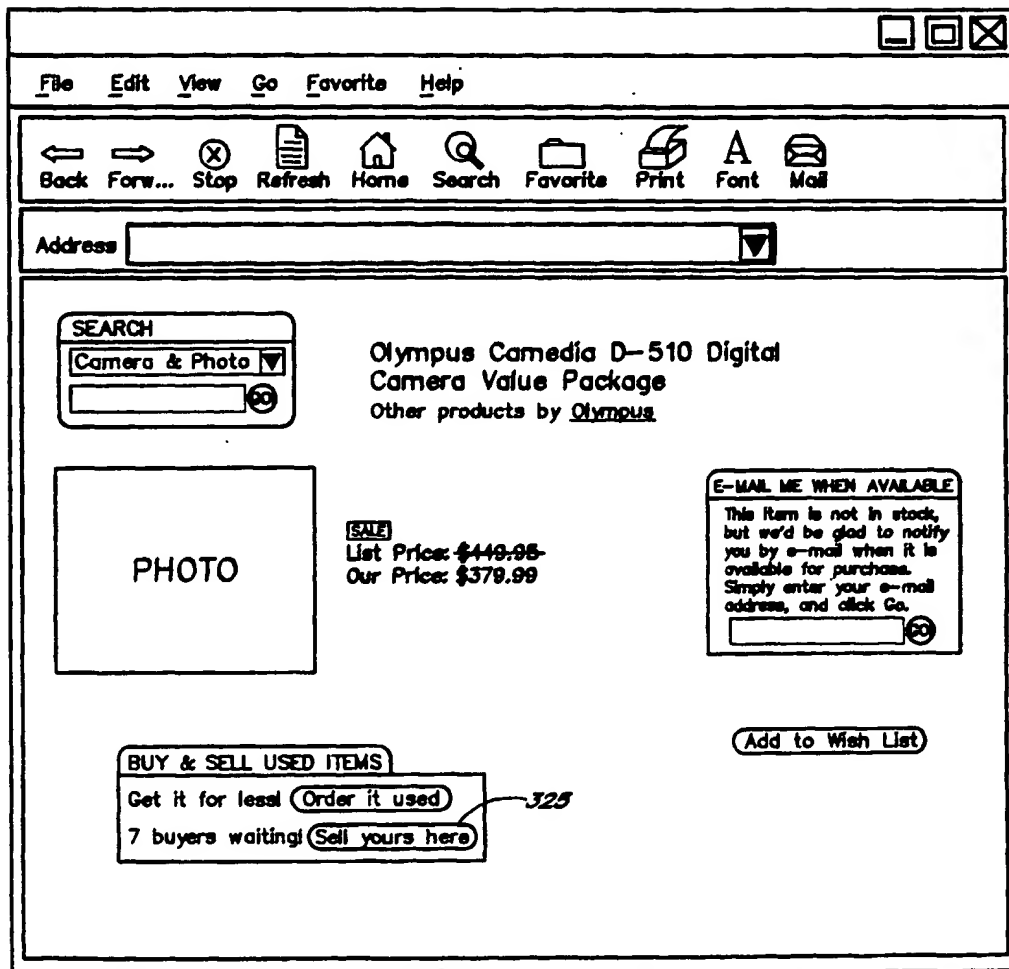 File Edit View Go Favorite Help
Back Forw... Stop Refresh Home Search Favorite Print Font Mail
Address
SEARCH
Camera & Photo
GO
Olympus Camedia D-510 Digital
Camera Value Package
Other products by Olympus
PHOTO
SALE
List Price: $449.95
Our Price: $379.99
E-MAIL ME WHEN AVAILABLE
This item is not in stock,
but we'd be glad to notify
you by e-mail when it is
available for purchase.
Simply enter your e-mail
address, and click Go.
GO
Add to Wish List
BUY & SELL USED ITEMS
Get it for less! Order it used
7 buyers waiting! Sell yours here
325